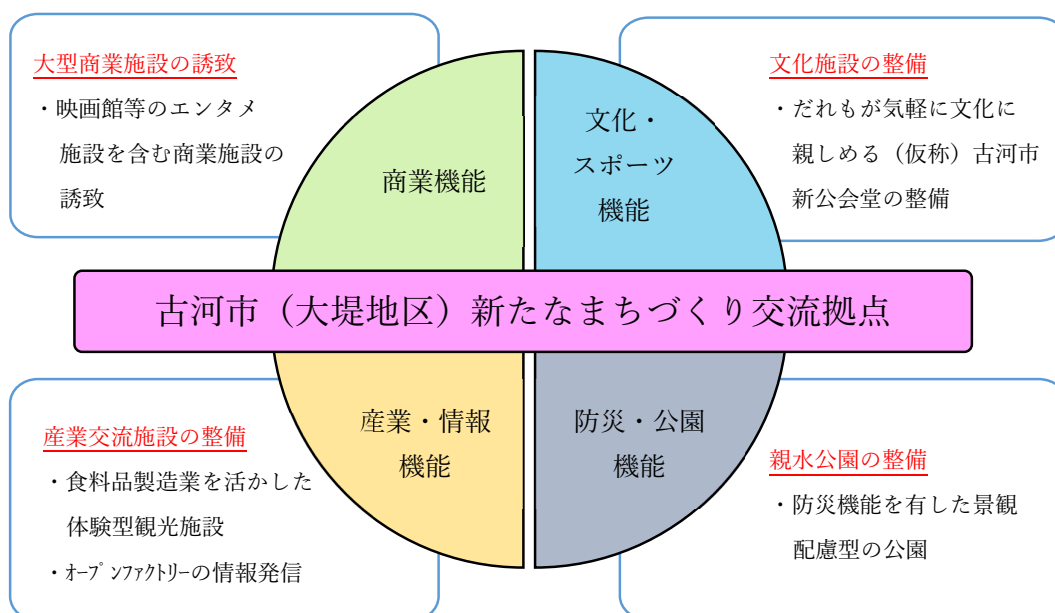 大型商業施設の誘致
・映画館等のエンタメ
施設を含む商業施設の
誘致
商業機能
文化・
スポーツ
機能
文化施設の整備
・だれもが気軽に文化に
親しめる（仮称）古河市
新公会堂の整備
古河市（大堤地区）新たなまちづくり交流拠点
産業交流施設の整備
・食料品製造業を活かした
体験型観光施設
・ｵｰﾌﾟﾝﾌｧｸﾄﾘｰの情報発信
産業・情報
機能
防災・公園
機能
親水公園の整備
・防災機能を有した景観
配慮型の公園